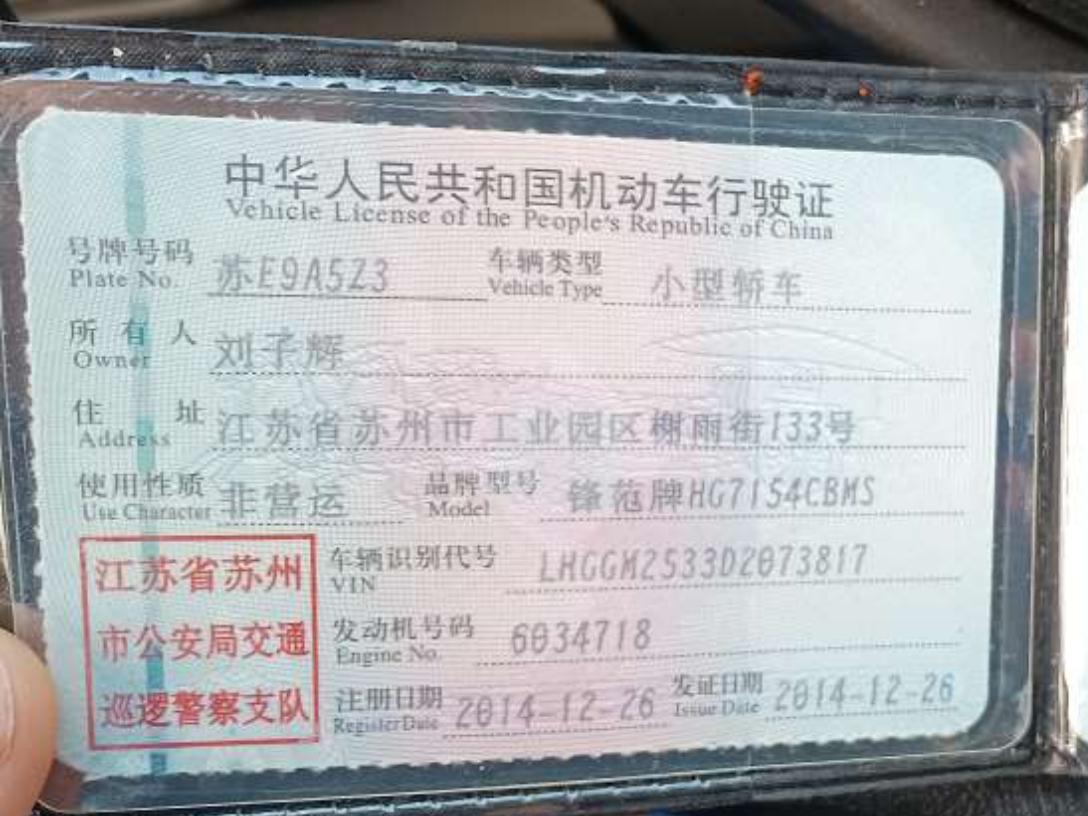 中华人民共和国机动车行驶证
Vehicle License of the People's Republic of China
号牌号码 苏E9A5Z3 车辆类型 小型轿车
Plate No. Vehicle Type
所有人 刘子辉
Owner
住址 江苏省苏州市工业园区榭雨街133号
Address
使用性质 非营运 品牌型号 锋范牌HG7154CBMS
Use Character Model
江苏省苏州
市公安局交通
巡逻警察支队
车辆识别代号 LHGGM2533D2073817
VIN
发动机号码 6034718
Engine No.
注册日期 2014-12-26 发证日期 2014-12-26
Register Date Issue Date